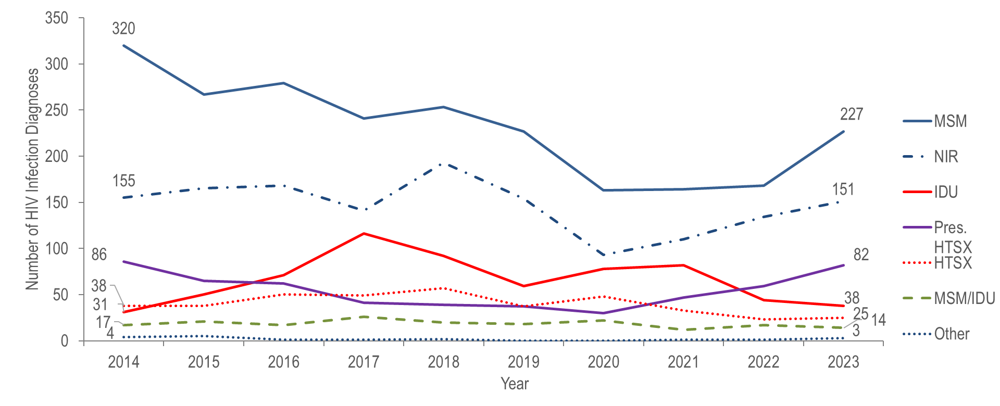 Number of HIV Infection Diagnoses
350
300
250
200
150
100
50
0
320
155
86
38
31
17
4
227
151
82
38
25
14
3
2014 2015 2016 2017 2018 2019 2020 2021 2022 2023
Year
MSM
NIR
IDU
Pres.
HTSX
HTSX
MSM/IDU
Other